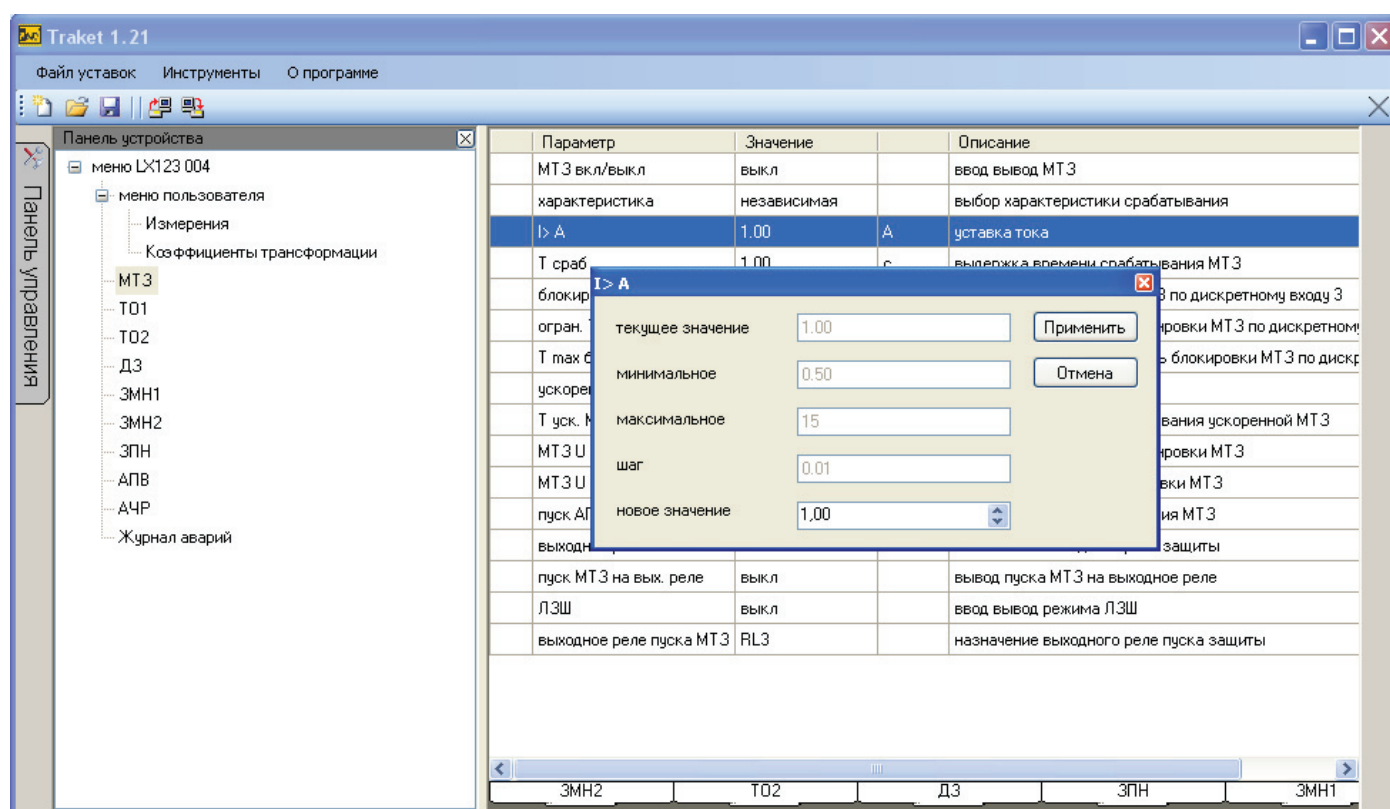 Traket 1.21
Файл уставок Инструменты О программе
Панель управления
Панель устройства
меню LX123 004
меню пользователя
Измерения
Коэффициенты трансформации
МТЗ
ТО1
ТО2
ДЗ
ЗМН1
ЗМН2
ЗПН
АПВ
АЧР
Журнал аварий
Параметр Значение Описание
МТЗ вкл/выкл выкл ввод вывод МТЗ
характеристика независимая выбор характеристики срабатывания
I> А 1.00 А уставка тока
Т сраб 1.00 с выдержка времени срабатывания МТЗ
по дискретному входу 3
огран. МТЗ по дискретному
T max блокировки МТЗ по
Т уск. ускоренной МТЗ
МТЗ U МТЗ
МТЗ U МТЗ
пуск МТЗ
защиты
пуск МТЗ на вых. реле выкл вывод пуска МТЗ на выходное реле
ЛЗШ выкл ввод вывод режима ЛЗШ
выходное реле пуска МТЗ RL3 назначение выходного реле пуска защиты
I> А
текущее значение 1.00 Применить
минимальное 0.50 Отмена
максимальное 15
шаг 0.01
новое значение 1,00
ЗМН2 ТО2 ДЗ ЗПН ЗМН1